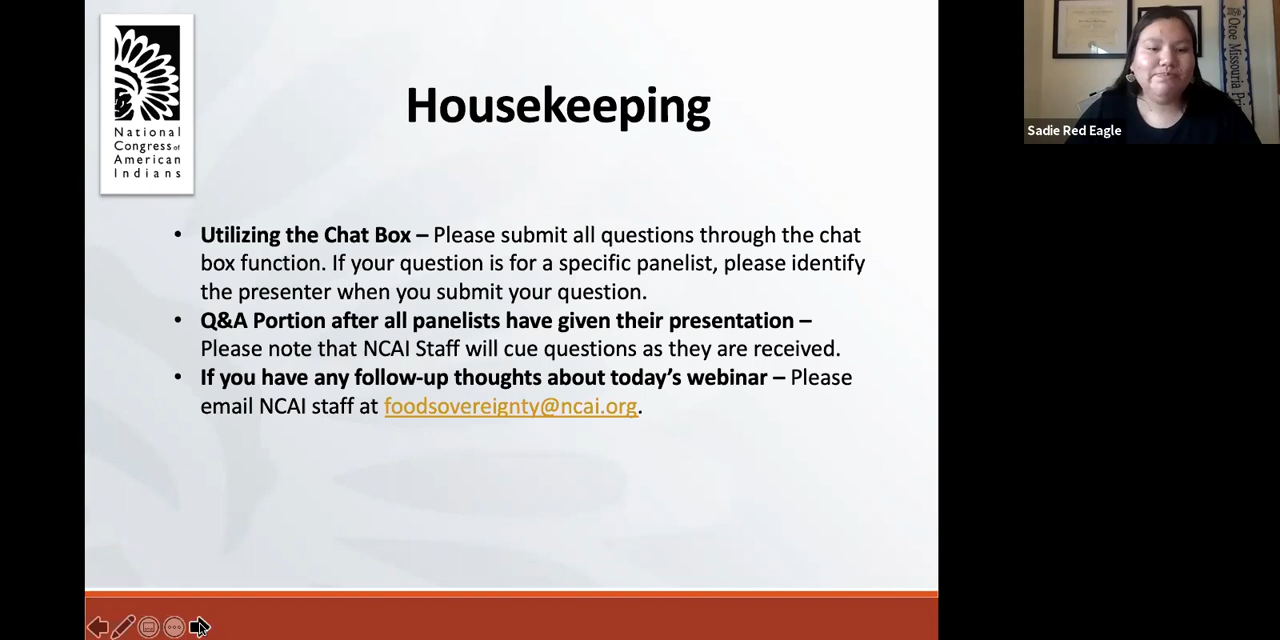 National
Congress of
American
Indians
Housekeeping
• Utilizing the Chat Box – Please submit all questions through the chat
box function. If your question is for a specific panelist, please identify
the presenter when you submit your question.
• Q&A Portion after all panelists have given their presentation –
Please note that NCAI Staff will cue questions as they are received.
• If you have any follow-up thoughts about today's webinar – Please
email NCAI staff at foodsovereignty@ncai.org.
Otoe Missouria
Sadie Red Eagle